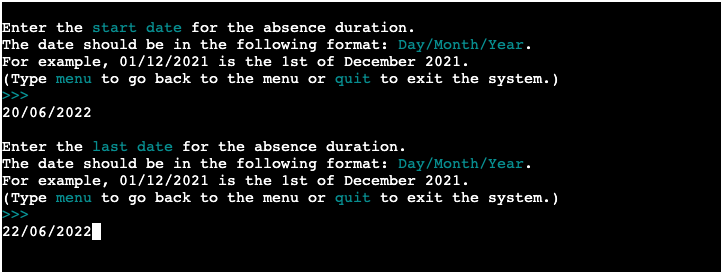 Enter the start date for the absence duration.
The date should be in the following format: Day/Month/Year.
For example, 01/12/2021 is the 1st of December 2021.
(Type menu to go back to the menu or quit to exit the system.)
>>>
20/06/2022
Enter the last date for the absence duration.
The date should be in the following format: Day/Month/Year.
For example, 01/12/2021 is the 1st of December 2021.
(Type menu to go back to the menu or quit to exit the system.)
>>>
22/06/2022